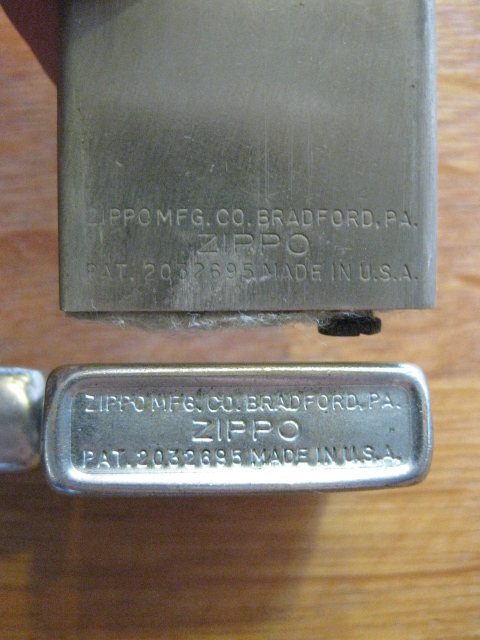 ZIPPO MFG. CO. BRADFORD, PA.
ZIPPO
PAT. 2032695 MADE IN U.S.A.
ZIPPO MFG. CO. BRADFORD, PA.
ZIPPO
PAT. 2032695 MADE IN U.S.A.